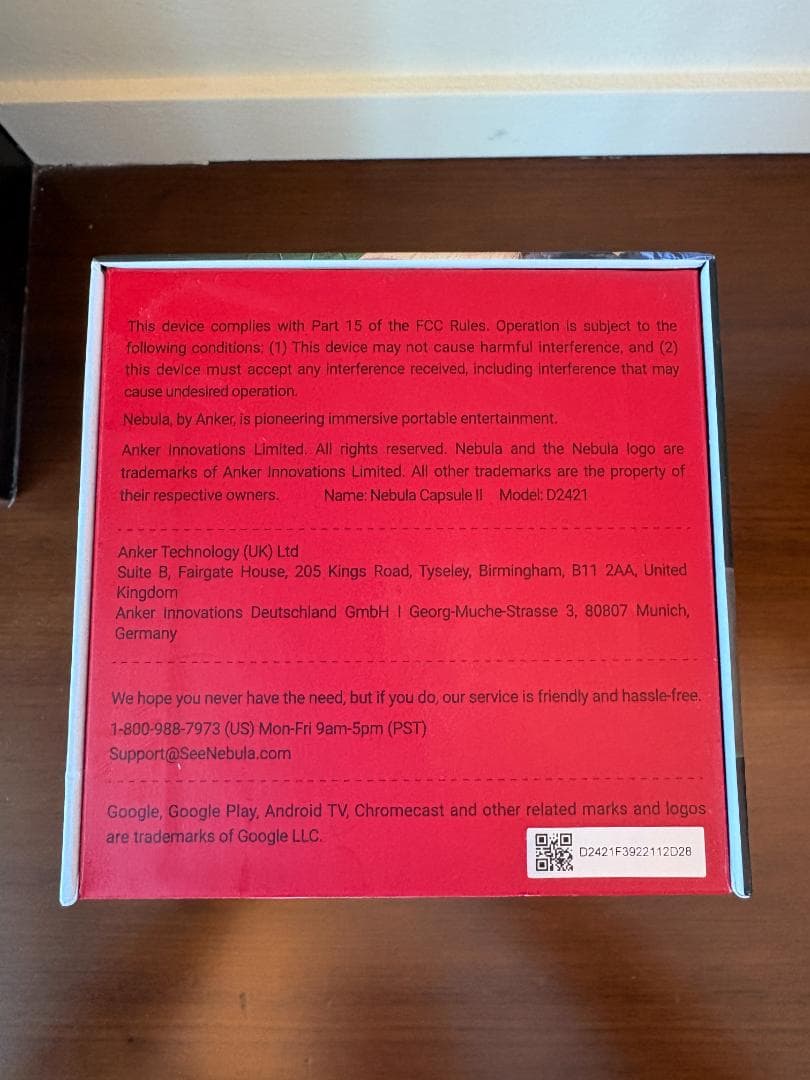 This device complies with Part 15 of the FCC Rules. Operation is subject to the
following conditions: (1) This device may not cause harmful interference, and (2)
this device must accept any interference received, including interference that may
cause undesired operation.
Nebula, by Anker, is pioneering immersive portable entertainment.
Anker Innovations Limited. All rights reserved. Nebula and the Nebula logo are
trademarks of Anker Innovations Limited. All other trademarks are the property of
their respective owners. Name: Nebula Capsule II Model: D2421
Anker Technology (UK) Ltd
Suite B, Fairgate House, 205 Kings Road, Tyseley, Birmingham, B11 2AA, United
Kingdom
Anker Innovations Deutschland GmbH I Georg-Muche-Strasse 3, 80807 Munich,
Germany
We hope you never have the need, but if you do, our service is friendly and hassle-free.
1-800-988-7973 (US) Mon-Fri 9am-5pm (PST)
Support@SeeNebula.com
Google, Google Play, Android TV, Chromecast and other related marks and logos
are trademarks of Google LLC.
D2421F3922112D28